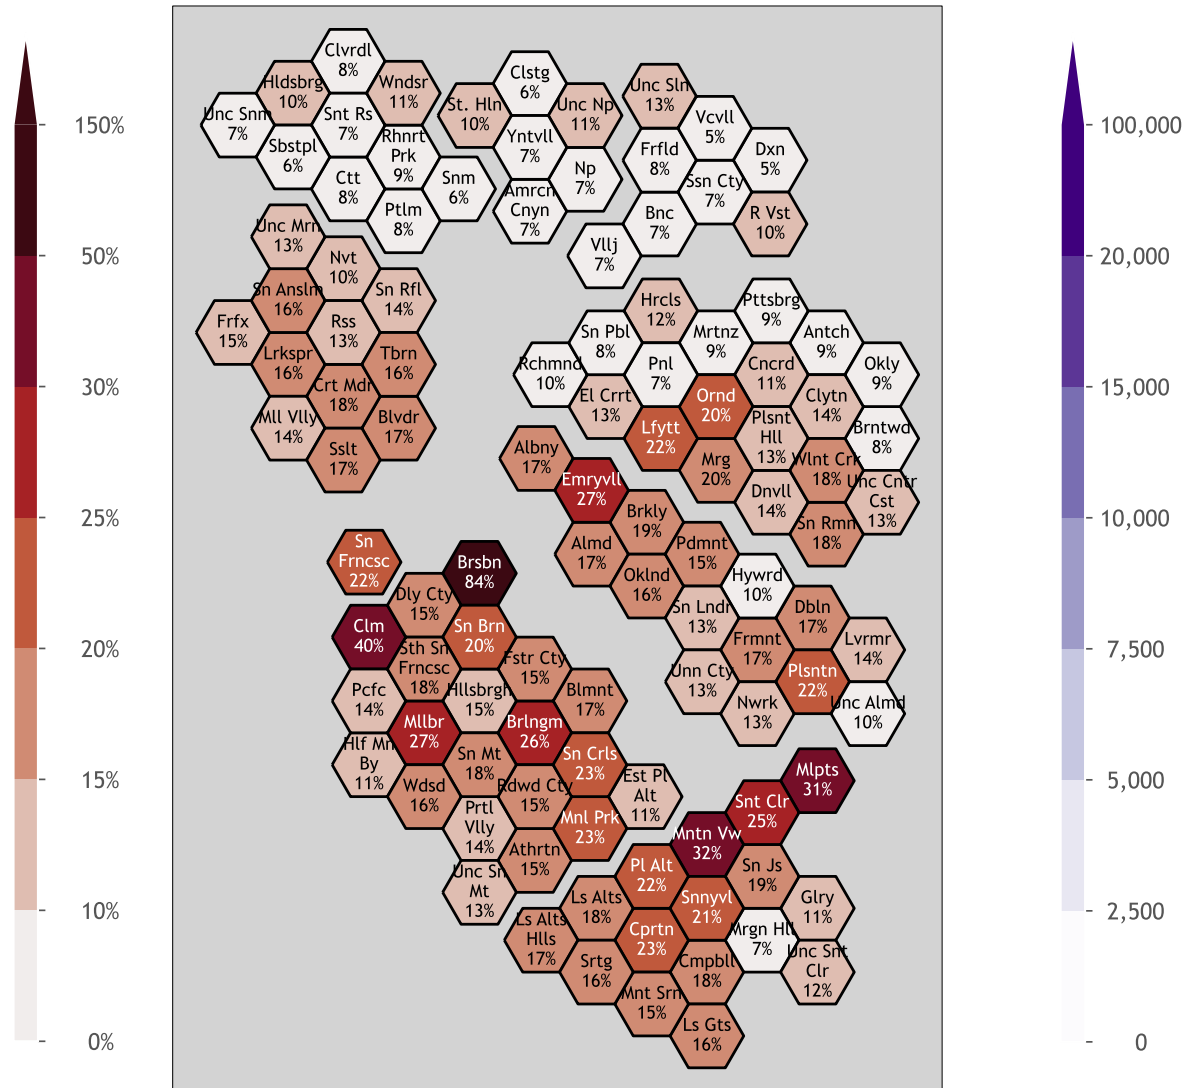 150%
50%
30%
25%
20%
15%
10%
0%
Clvrdl
8%
Hldsbrg
10%
Wndsr
11%
Unc Snm
7%
Snt Rs
7%
Sbstpl
6%
Rhnrt
Prk
9%
Ctt
8%
Snm
6%
Ptlm
8%
Clstg
6%
St. Hln
10%
Unc Np
11%
Yntvll
7%
Np
7%
Amrcn
Cnyn
7%
Unc Sln
13%
Vcvll
5%
Frfld
8%
Dxn
5%
Ssn Cty
7%
Bnc
7%
R Vst
10%
Vllj
7%
Unc Mrn
13%
Nvt
10%
Sn Anslm
16%
Sn Rfl
14%
Frfx
15%
Rss
13%
Lrkspr
16%
Tbrn
16%
Crt Mdr
18%
Mll Vlly
14%
Blvdr
17%
Sslt
17%
Hrcls
12%
Pttsbrg
9%
Sn Pbl
8%
Mrtnz
9%
Antch
9%
Rchmnd
10%
Pnl
7%
Cncrd
11%
Okly
9%
El Crrt
13%
Ornd
20%
Clytn
14%
Lfytt
22%
Plsnt
Hll
13%
Brntwd
8%
Mrg
20%
Wlnt Crk
18%
Dnvll
14%
Unc Cntr
Cst
13%
Sn Rmn
18%
Albny
17%
Emryvll
27%
Brkly
19%
Almd
17%
Pdmnt
15%
Oklnd
16%
Hywrd
10%
Sn Lndr
13%
Dbln
17%
Frmnt
17%
Lvrmr
14%
Unn Cty
13%
Plsntn
22%
Nwrk
13%
Unc Almd
10%
Sn
Frncsc
22%
Brsbn
84%
Dly Cty
15%
Clm
40%
Sn Brn
20%
Sth Sn
Frncsc
18%
Fstr Cty
15%
Pcfc
14%
Hllsbrgh
15%
Blmnt
17%
Mllbr
27%
Brlngm
26%
Hlf Mn
By
11%
Sn Mt
18%
Sn Crls
23%
Wdsd
16%
Rdwd Cty
15%
Est Pl
Alt
11%
Prtl
Vlly
14%
Mnl Prk
23%
Athrtn
15%
Unc Sn
Mt
13%
Mlpts
31%
Snt Clr
25%
Mntn Vw
32%
Pl Alt
22%
Sn Js
19%
Ls Alts
18%
Snnyvl
21%
Glry
11%
Ls Alts
Hlls
17%
Cprtn
23%
Mrgn Hll
7%
Srtg
16%
Cmpbll
18%
Unc Snt
Clr
12%
Mnt Srn
15%
Ls Gts
16%
100,000
20,000
15,000
10,000
7,500
5,000
2,500
0